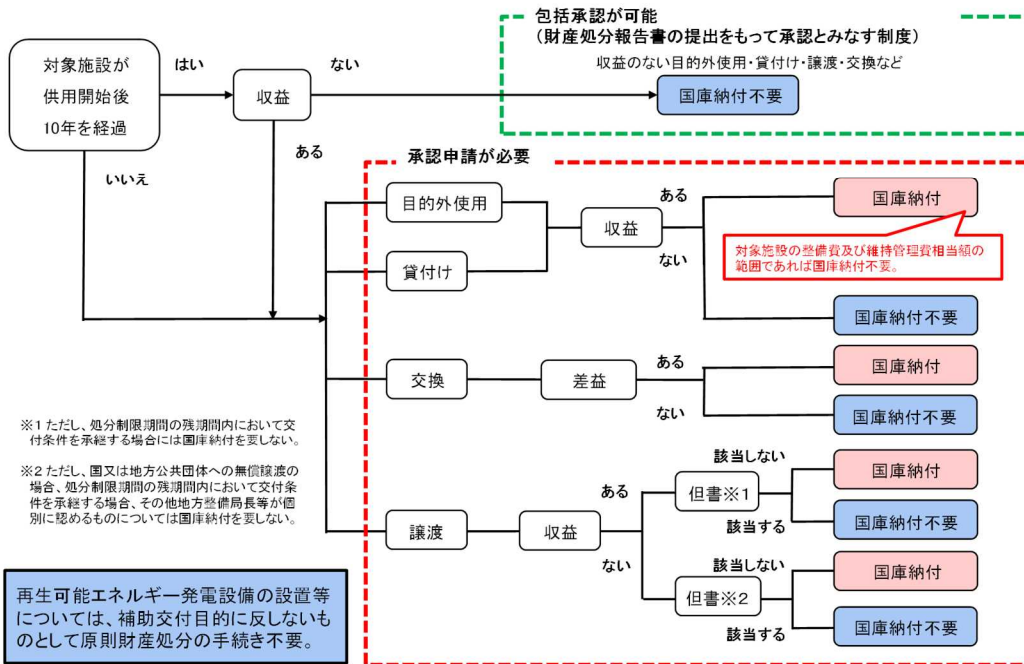 包括承認が可能
（財産処分報告書の提出をもって承認とみなす制度）
収益のない目的外使用・貸付け・譲渡・交換など
国庫納付不要
対象施設が
供用開始後
10年を経過
はい
収益
ない
ある
いいえ
承認申請が必要
目的外使用
貸付け
収益
ある
ない
国庫納付
対象施設の整備費及び維持管理費相当額の
範囲であれば国庫納付不要。
国庫納付不要
交換
差益
ある
ない
国庫納付
国庫納付不要
※1 ただし、処分制限期間の残期間内において交
付条件を承継する場合には国庫納付を要しない。
※2 ただし、国又は地方公共団体への無償譲渡の
場合、処分制限期間の残期間内において交付条
件を承継する場合、その他地方整備局長等が個
別に認めるものについては国庫納付を要しない。
譲渡
収益
ある
ない
但書※1
該当しない
該当する
国庫納付
国庫納付不要
但書※2
該当しない
該当する
国庫納付
国庫納付不要
再生可能エネルギー発電設備の設置等
については、補助交付目的に反しないも
のとして原則財産処分の手続き不要。